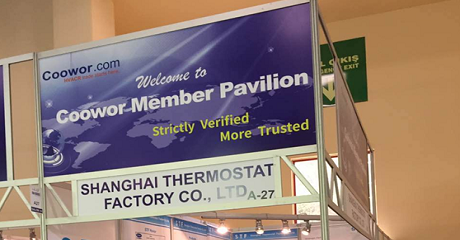 Coowor.com
Welcome to
Coowor Member Pavilion
Strictly Verified
More Trusted
SHANGHAI THERMOSTAT
FACTORY CO., LTD A-27
ÇIKIŞ
EXIT